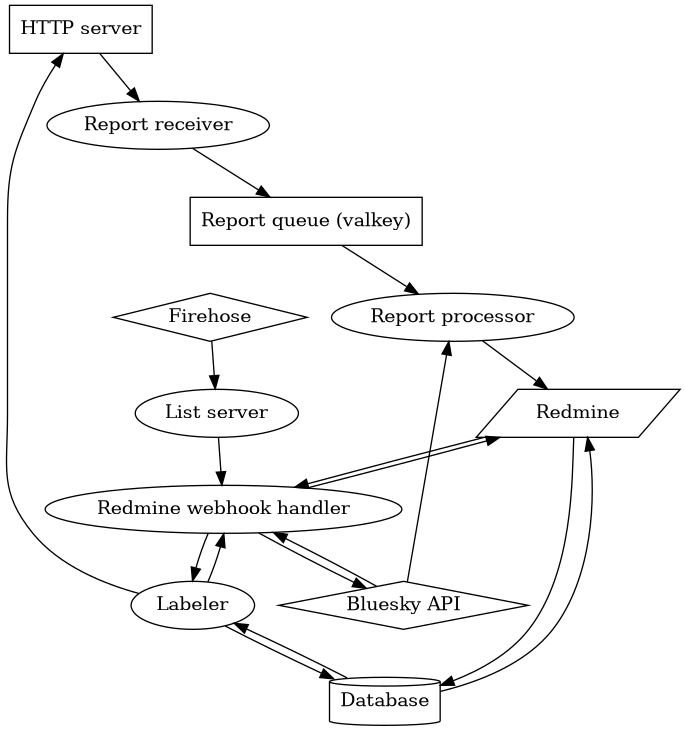 HTTP server
Report receiver
Report queue (valkey)
Firehose
Report processor
List server
Redmine
Redmine webhook handler
Labeler
Bluesky API
Database